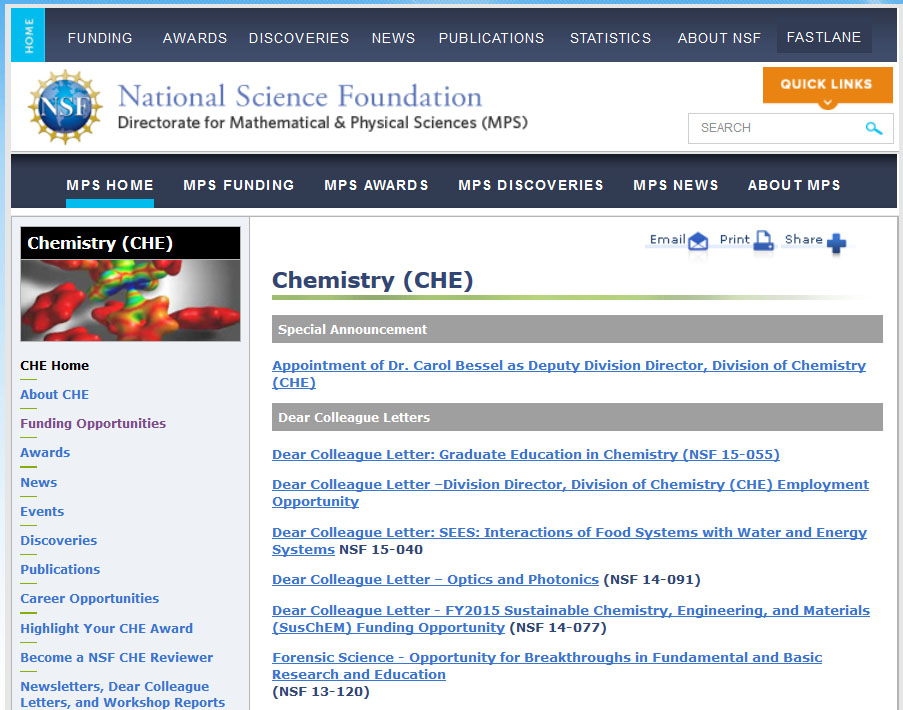 HOME
FUNDING AWARDS DISCOVERIES NEWS PUBLICATIONS STATISTICS ABOUT NSF FASTLANE
NSF
National Science Foundation
Directorate for Mathematical & Physical Sciences (MPS)
QUICK LINKS
SEARCH
MPS HOME MPS FUNDING MPS AWARDS MPS DISCOVERIES MPS NEWS ABOUT MPS
Chemistry (CHE)
CHE Home
About CHE
Funding Opportunities
Awards
News
Events
Discoveries
Publications
Career Opportunities
Highlight Your CHE Award
Become a NSF CHE Reviewer
Newsletters, Dear Colleague
Letters, and Workshop Reports
Email Print Share
Chemistry (CHE)
Special Announcement
Appointment of Dr. Carol Bessel as Deputy Division Director, Division of Chemistry
(CHE)
Dear Colleague Letters
Dear Colleague Letter: Graduate Education in Chemistry (NSF 15-055)
Dear Colleague Letter –Division Director, Division of Chemistry (CHE) Employment
Opportunity
Dear Colleague Letter: SEES: Interactions of Food Systems with Water and Energy
Systems NSF 15-040
Dear Colleague Letter – Optics and Photonics (NSF 14-091)
Dear Colleague Letter - FY2015 Sustainable Chemistry, Engineering, and Materials
(SusChEM) Funding Opportunity (NSF 14-077)
Forensic Science - Opportunity for Breakthroughs in Fundamental and Basic
Research and Education
(NSF 13-120)